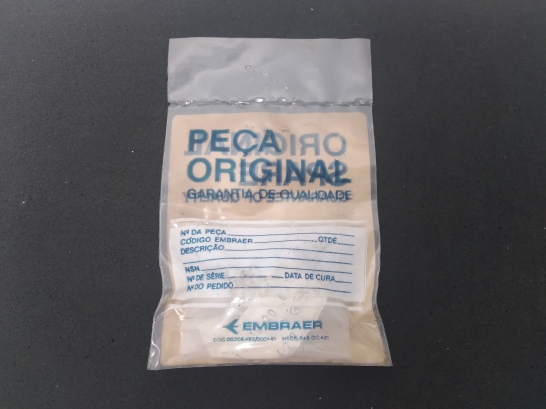 PEÇA
ORIGINAL
GARANTIA DE QUALIDADE
Nº DA PEÇA
CÓDIGO EMBRAER QTDE
DESCRIÇÃO
NSN
Nº DE SÉRIE DATA DE CURA
Nº DO PEDIDO
EMBRAER